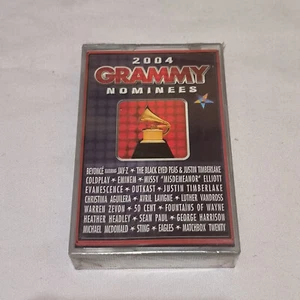 2004
GRAMMY
NOMINEES
BEYONCÉ FEATURING JAY-Z ★ THE BLACK EYED PEAS & JUSTIN TIMBERLAKE
COLDPLAY ★ EMINEM ★ MISSY "MISDEMEANOR" ELLIOTT
EVANESCENCE ★ OUTKAST ★ JUSTIN TIMBERLAKE
CHRISTINA AGUILERA ★ AVRIL LAVIGNE ★ LUTHER VANDROSS
WARREN ZEVON ★ 50 CENT ★ FOUNTAINS OF WAYNE
HEATHER HEADLEY ★ SEAN PAUL ★ GEORGE HARRISON
MICHAEL MCDONALD ★ STING ★ EAGLES ★ MATCHBOX TWENTY